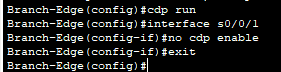 Branch-Edge(config)#cdp run
Branch-Edge(config)#interface s0/0/1
Branch-Edge(config-if)#no cdp enable
Branch-Edge(config-if)#exit
Branch-Edge(config)#